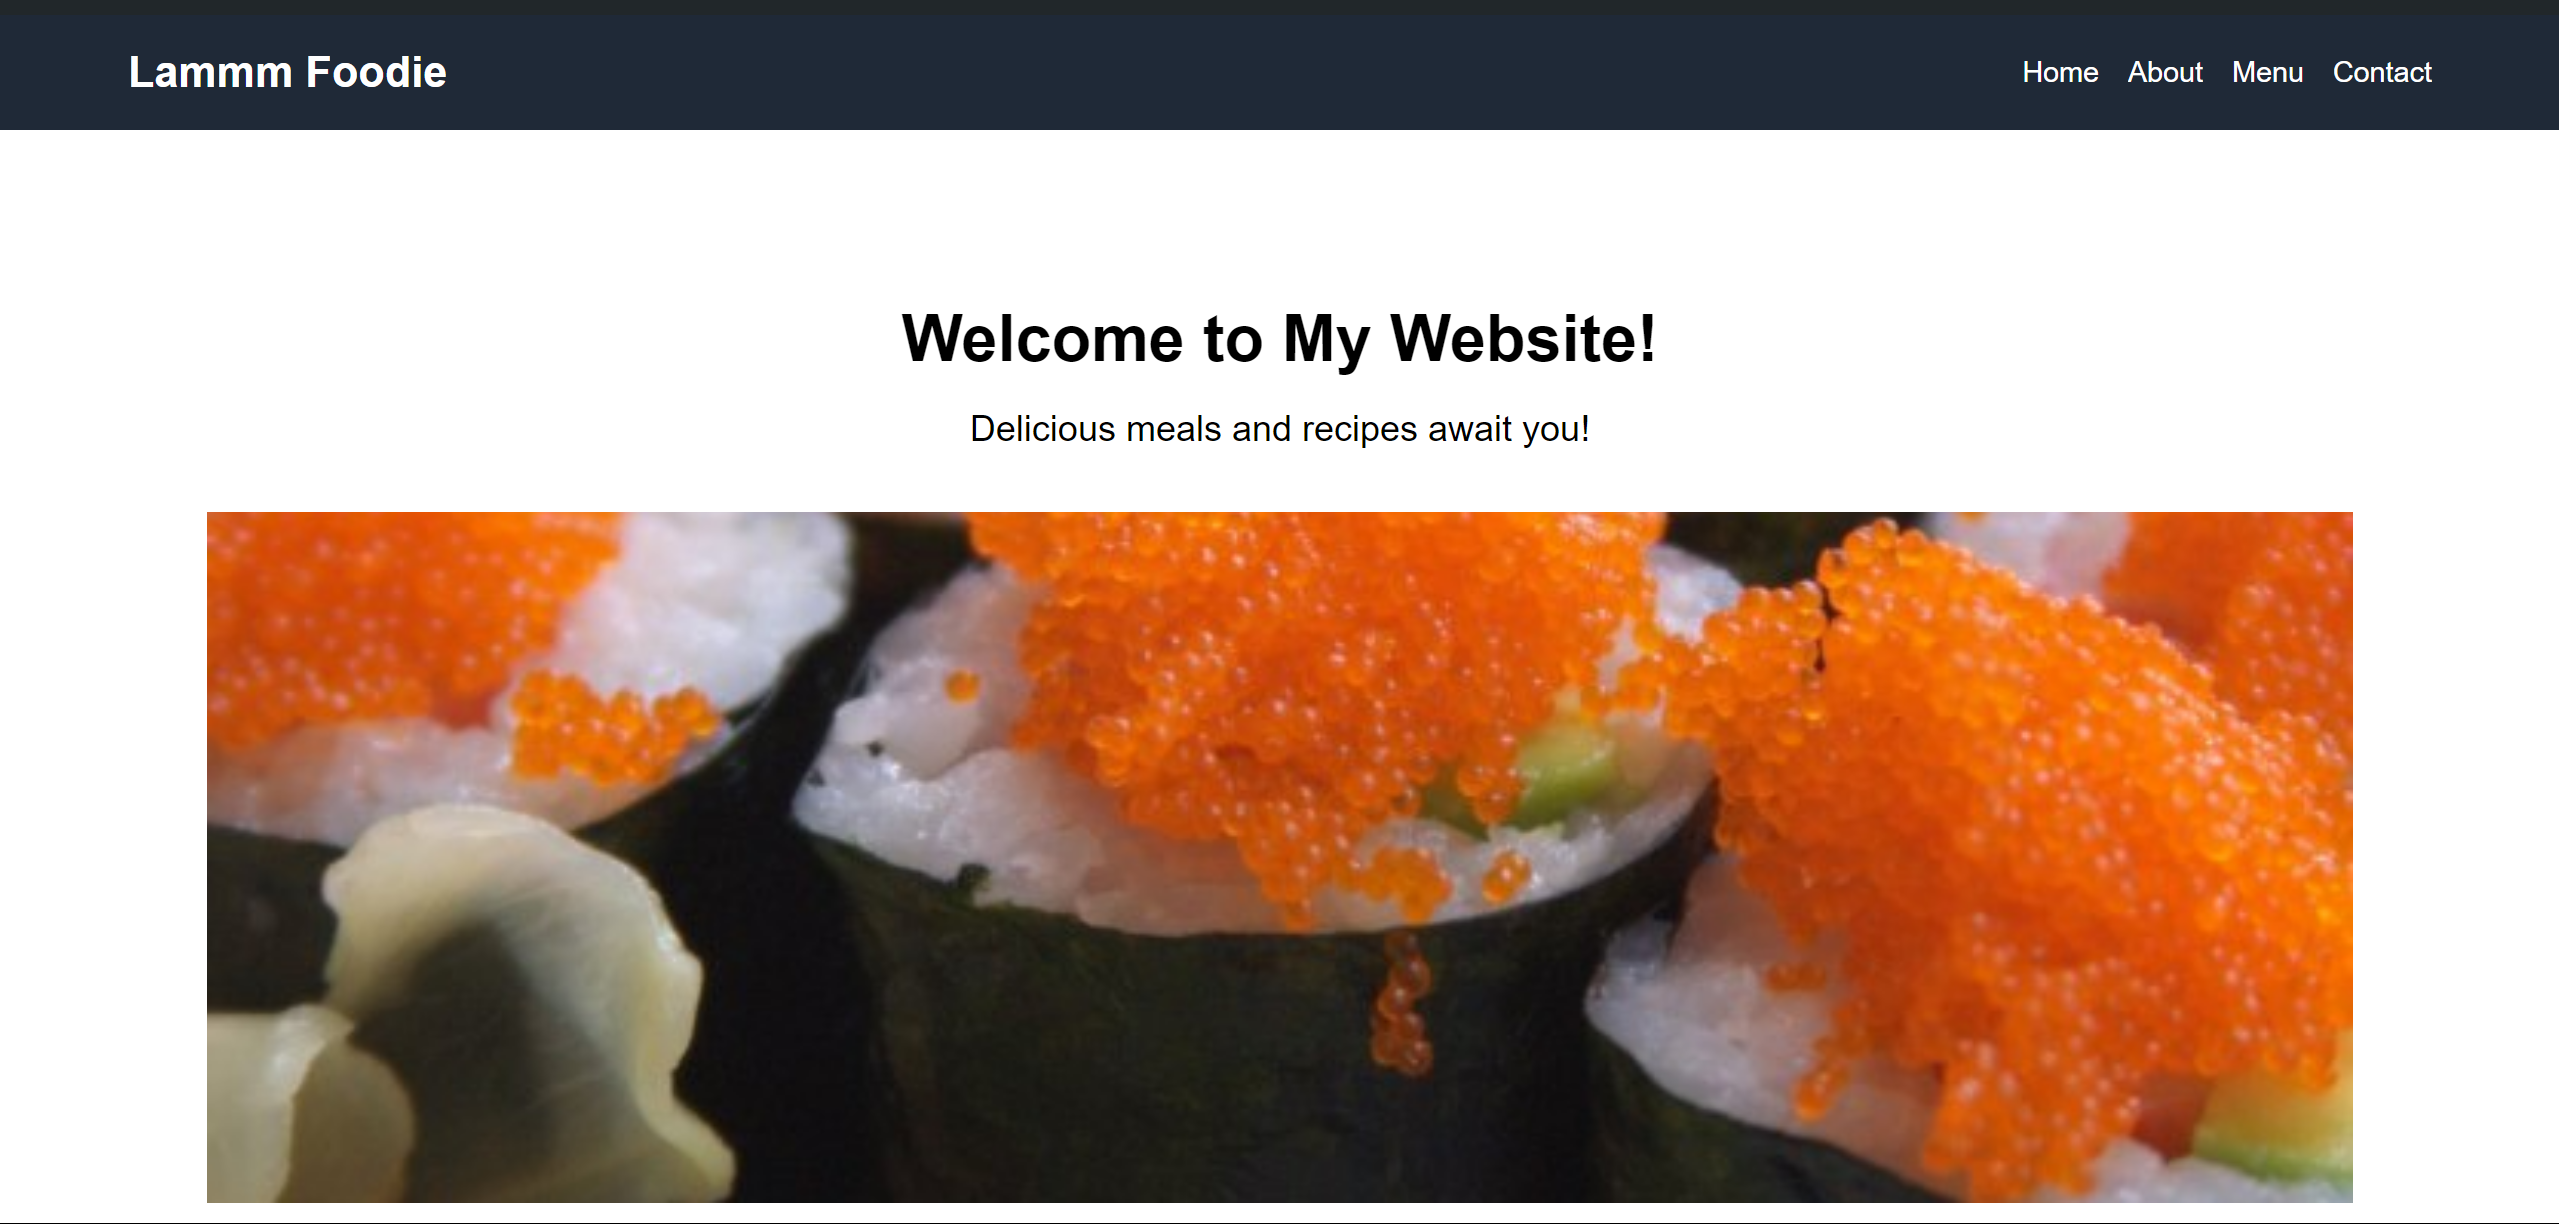 Lammm Foodie
Home About Menu Contact
Welcome to My Website!
Delicious meals and recipes await you!